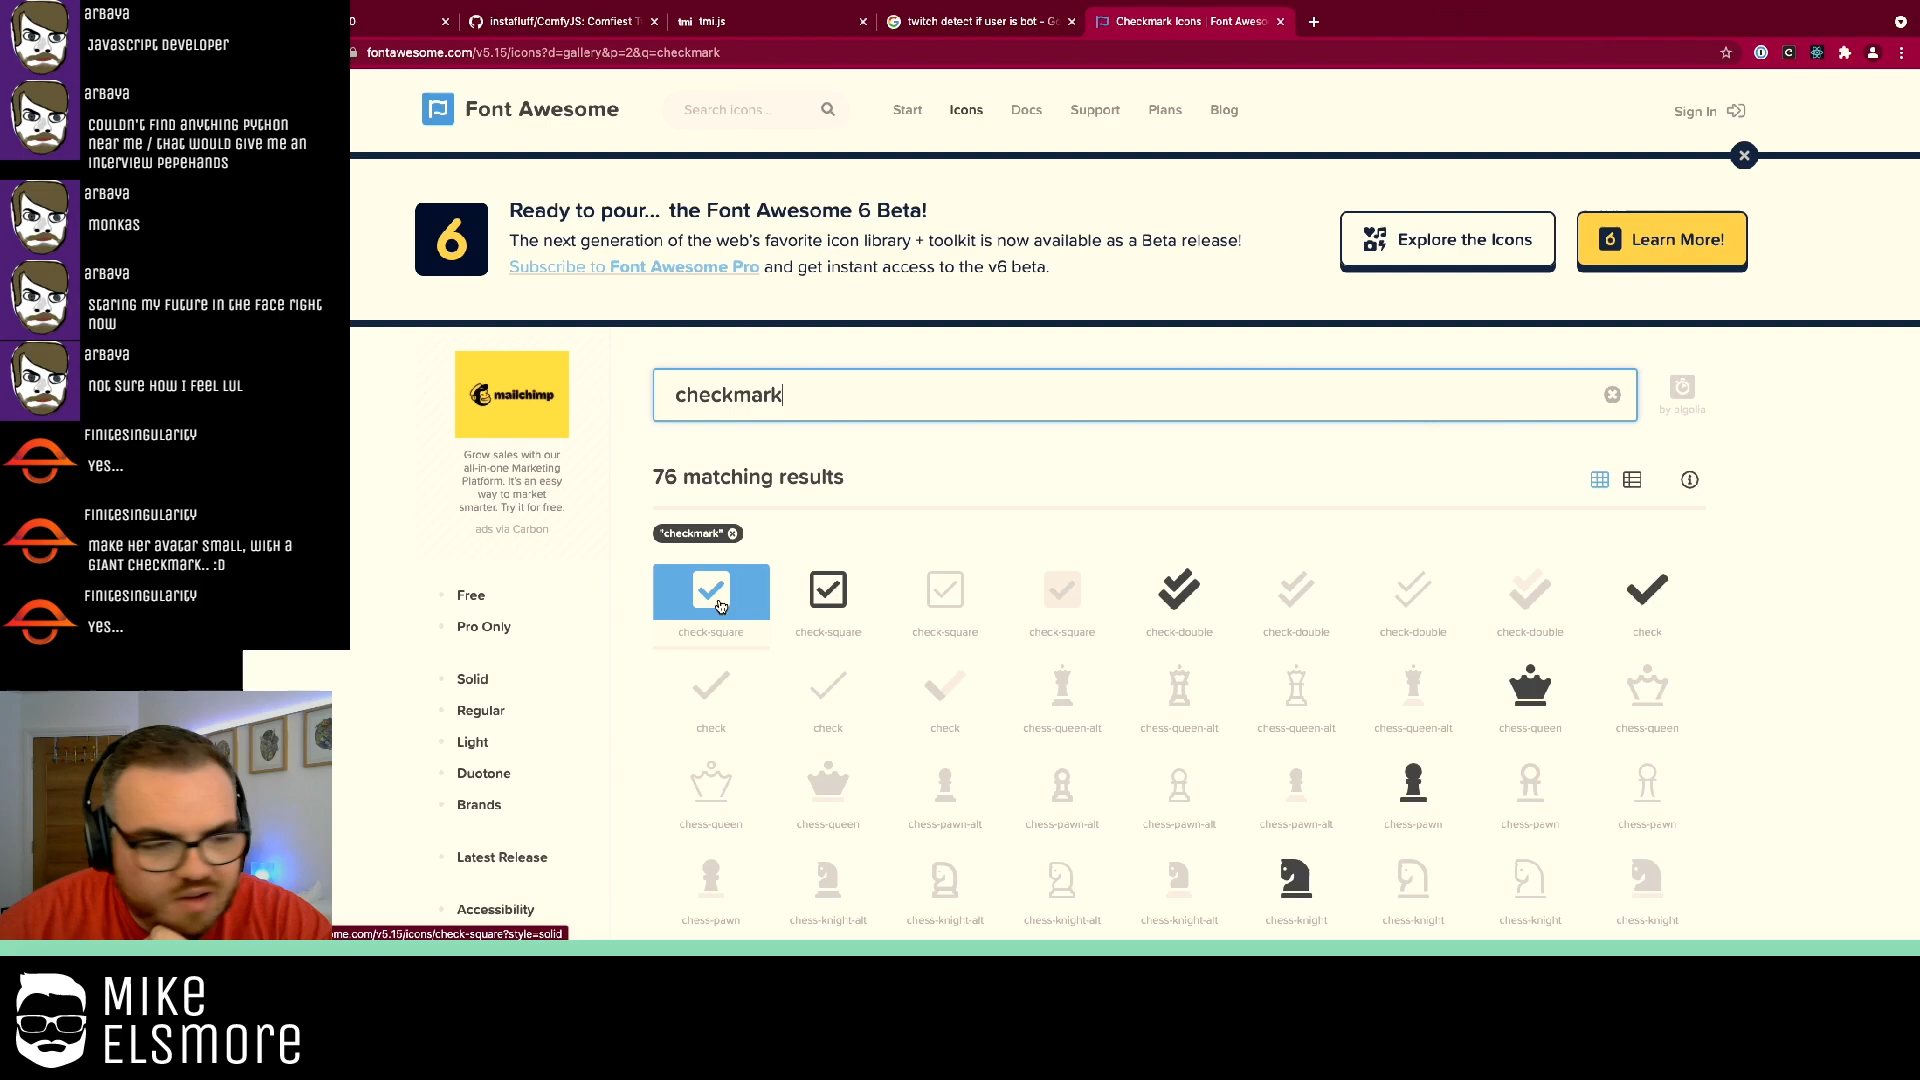 arbaya
Javascript Developer
arbaya
Couldn't find anything Python
near me / that would give me an
interview PepeHands
arbaya
monkaS
arbaya
staring my future in the face right
now
arbaya
not sure how I feel LUL
FiniteSingularity
Yes...
FiniteSingularity
make her avatar small, with a
GIANT checkmark.. :D
FiniteSingularity
Yes...
instafluff/ComfyJS: Comfiest T
tmi tmi.js
twitch detect if user is bot - Go
Checkmark Icons | Font Aweso
fontawesome.com/v5.15/icons?d=gallery&p=2&q=checkmark
Font Awesome
Search icons...
Start
Icons
Docs
Support
Plans
Blog
Sign In
6
Ready to pour... the Font Awesome 6 Beta!
The next generation of the web's favorite icon library + toolkit is now available as a Beta release!
Subscribe to Font Awesome Pro and get instant access to the v6 beta.
Explore the Icons
6 Learn More!
mailchimp
Grow sales with our
all-in-one Marketing
Platform. It's an easy
way to market
smarter. Try it for free.
ads via Carbon
checkmark
by algolia
76 matching results
"checkmark"
Free
Pro Only
Solid
Regular
Light
Duotone
Brands
Latest Release
Accessibility
check-square check-square check-square check-square check-double check-double check-double check-double check
check check check chess-queen-alt chess-queen-alt chess-queen-alt chess-queen-alt chess-queen chess-queen
chess-queen chess-queen chess-pawn-alt chess-pawn-alt chess-pawn-alt chess-pawn-alt chess-pawn chess-pawn chess-pawn
chess-pawn chess-knight-alt chess-knight-alt chess-knight-alt chess-knight-alt chess-knight chess-knight chess-knight chess-knight
ome.com/v5.15/icons/check-square?style=solid
Mike
Elsmore